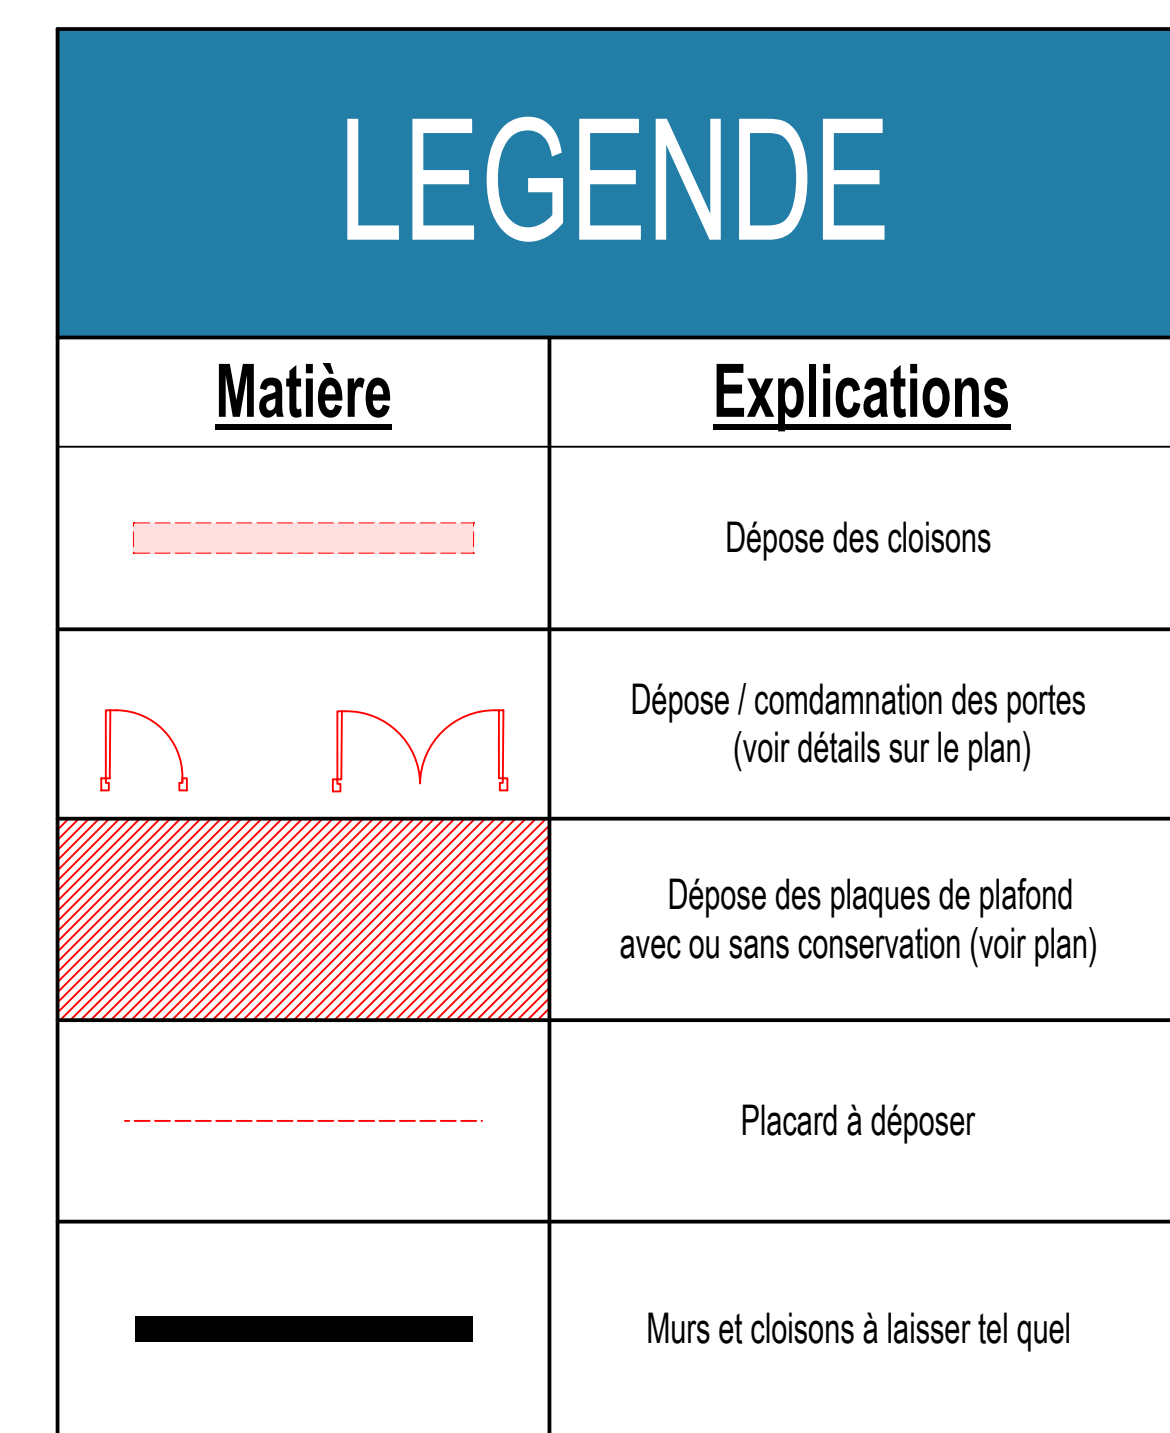 LEGENDE
Matière
Explications
Dépose des cloisons
Dépose / comdamnation des portes
(voir détails sur le plan)
Dépose des plaques de plafond
avec ou sans conservation (voir plan)
Placard à déposer
Murs et cloisons à laisser tel quel